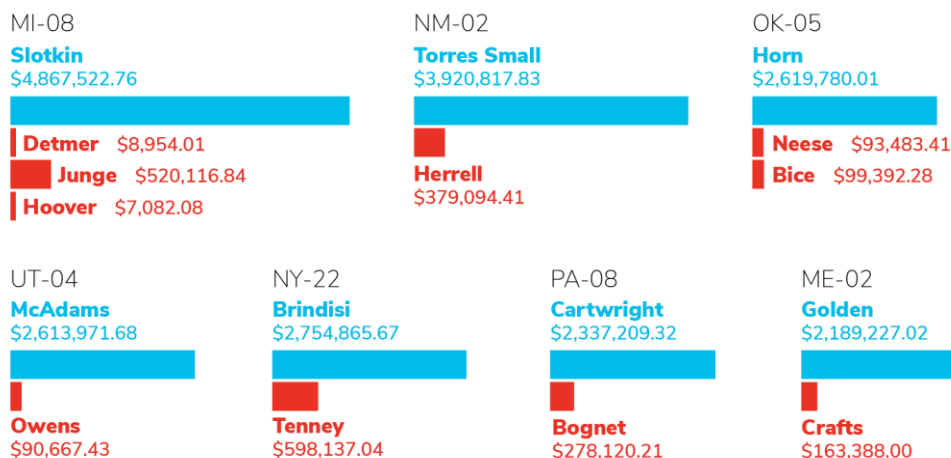 MI-08
Slotkin
$4,867,522.76
Detmer $8,954.01
Junge $520,116.84
Hoover $7,082.08
NM-02
Torres Small
$3,920,817.83
Herrell
$379,094.41
OK-05
Horn
$2,619,780.01
Neese $93,483.41
Bice $99,392.28
UT-04
McAdams
$2,613,971.68
Owens
$90,667.43
NY-22
Brindisi
$2,754,865.67
Tenney
$598,137.04
PA-08
Cartwright
$2,337,209.32
Bognet
$278,120.21
ME-02
Golden
$2,189,227.02
Crafts
$163,388.00